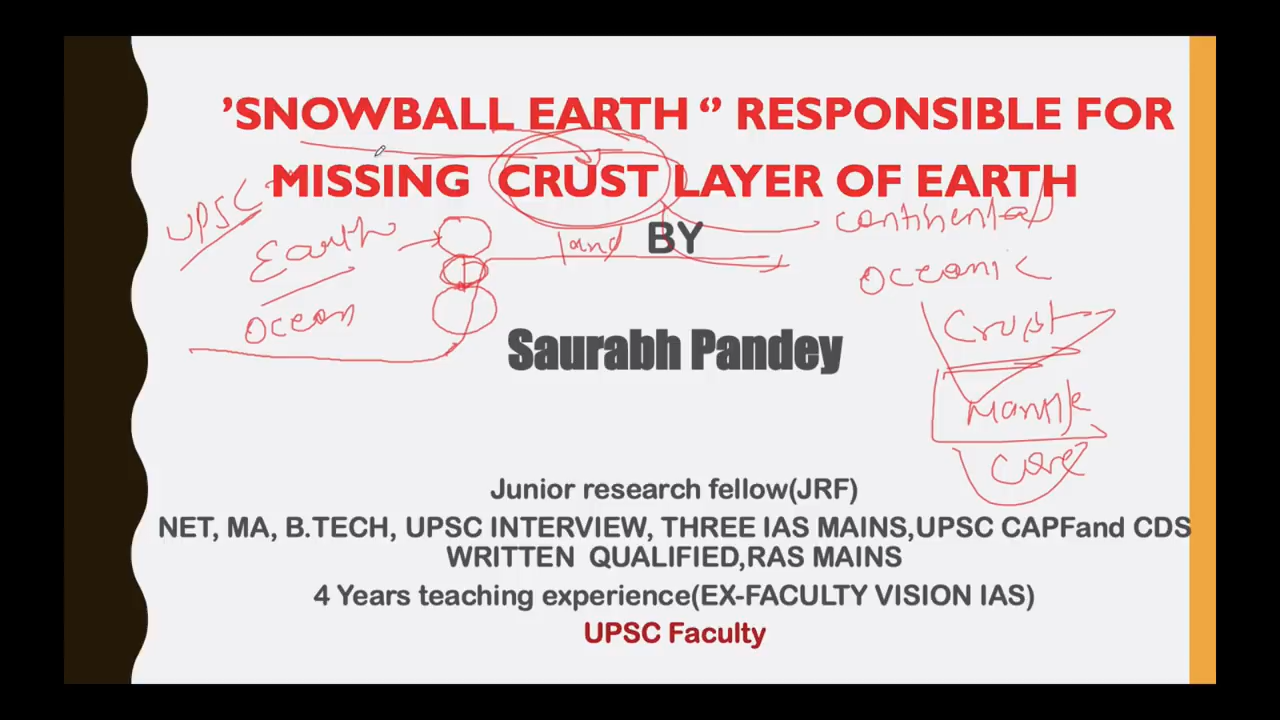 ’SNOWBALL EARTH ‘’ RESPONSIBLE FOR
MISSING CRUST LAYER OF EARTH
UPSC
Earth
Ocean
land
BY
continental
Oceanic
Crust
Mantle
Core
Saurabh Pandey
Junior research fellow(JRF)
NET, MA, B.TECH, UPSC INTERVIEW, THREE IAS MAINS,UPSC CAPFand CDS
WRITTEN QUALIFIED,RAS MAINS
4 Years teaching experience(EX-FACULTY VISION IAS)
UPSC Faculty